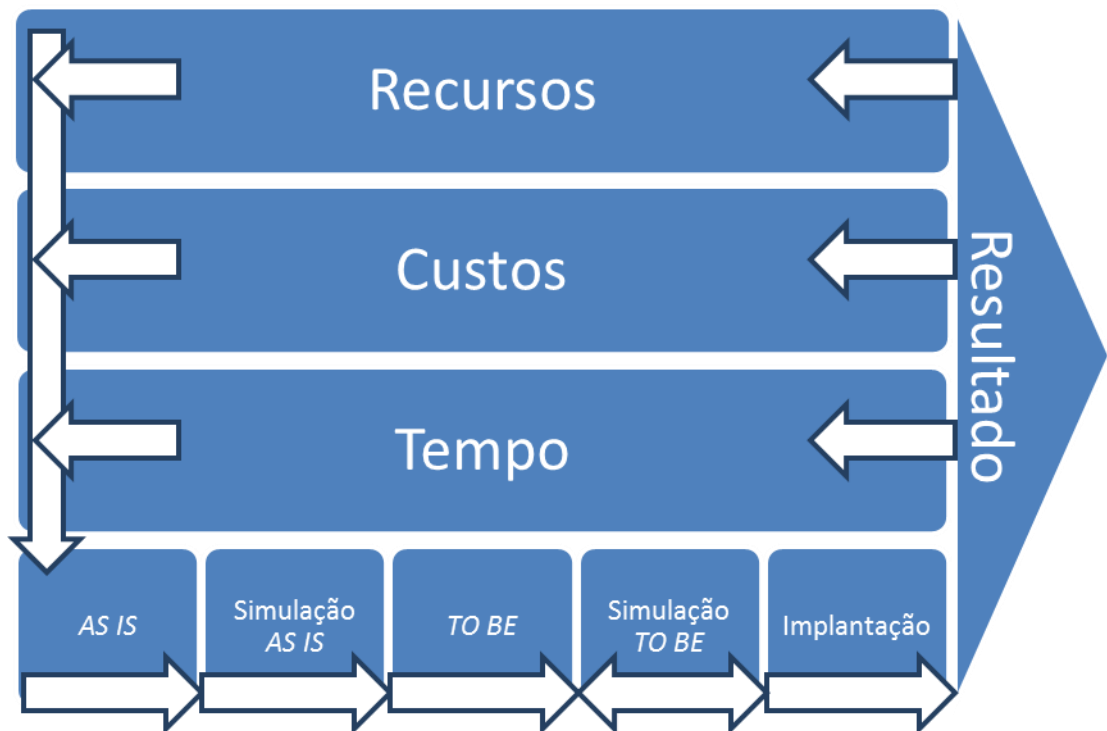 Recursos
Custos
Tempo
Resultado
AS IS
Simulação
AS IS
TO BE
Simulação
TO BE
Implantação